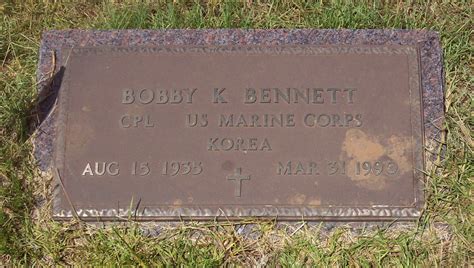 BOBBY K BENNETT
CPL US MARINE CORPS
KOREA
AUG 15 1935 MAR 31 1993